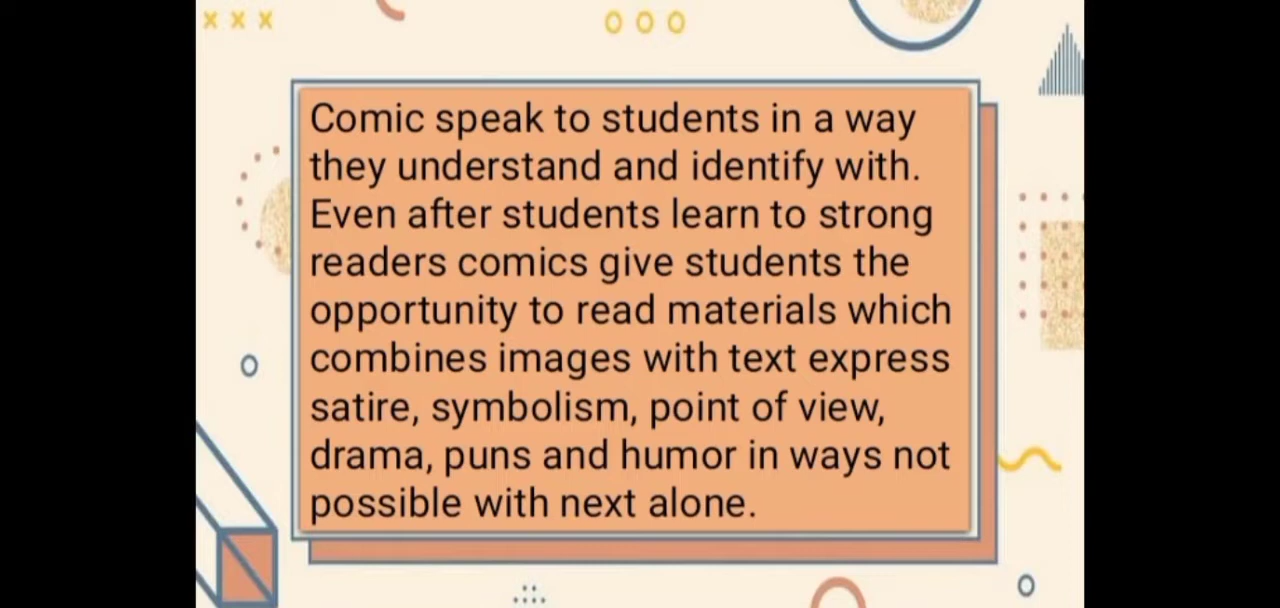 Comic speak to students in a way
they understand and identify with.
Even after students learn to strong
readers comics give students the
opportunity to read materials which
combines images with text express
satire, symbolism, point of view,
drama, puns and humor in ways not
possible with next alone.